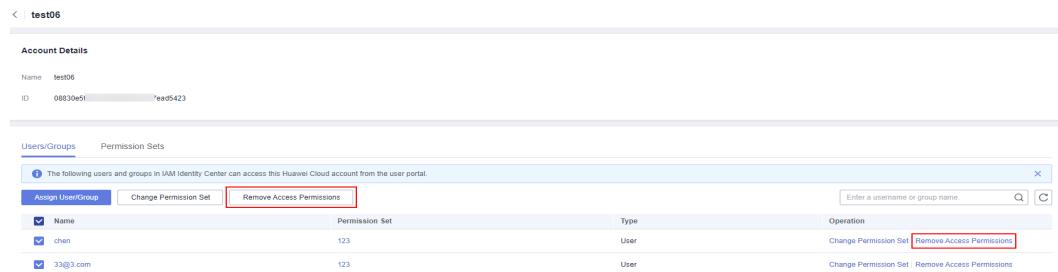 < test06
Account Details
Name test06
ID 08830e5 ead5423
Users/Groups Permission Sets
The following users and groups in IAM Identity Center can access this Huawei Cloud account from the user portal.
Assign User/Group Change Permission Set Remove Access Permissions Enter a username or group name.
Name Permission Set Type Operation
chen 123 User Change Permission Set | Remove Access Permissions
33@3.com 123 User Change Permission Set | Remove Access Permissions